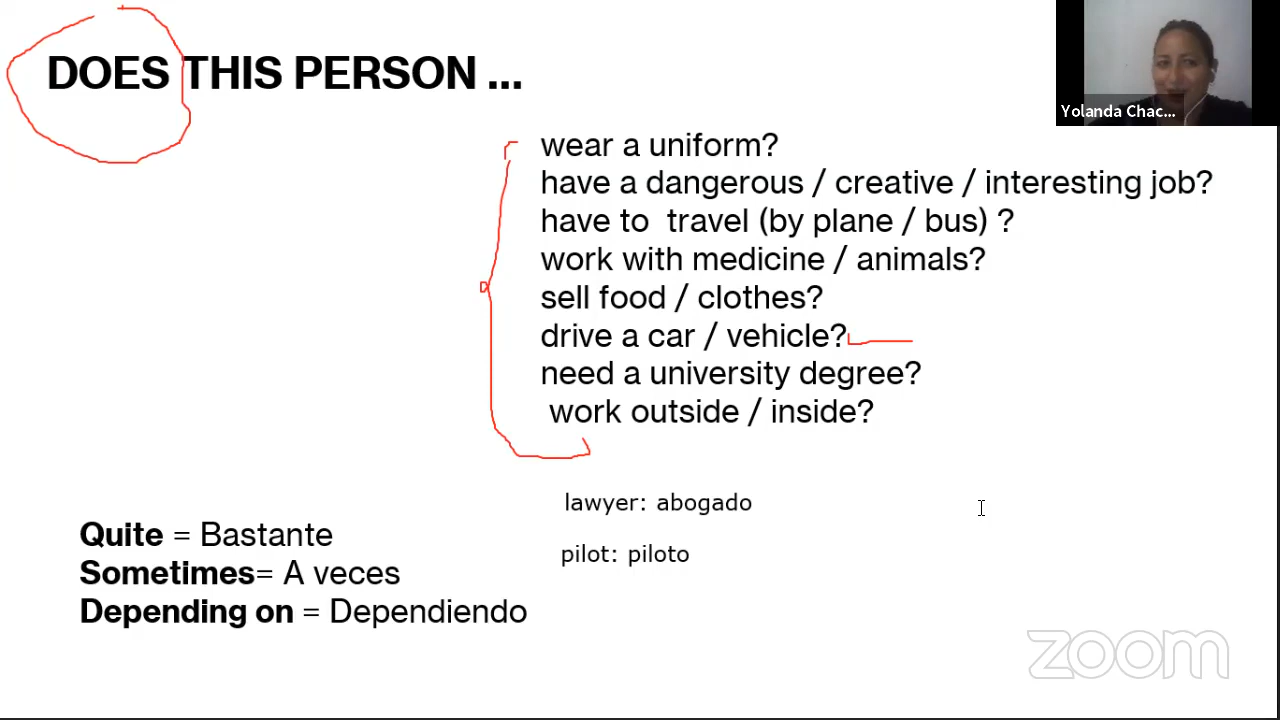 DOES THIS PERSON ...
Yolanda Chac...
wear a uniform?
have a dangerous / creative / interesting job?
have to  travel (by plane / bus) ?
work with medicine / animals?
sell food / clothes?
drive a car / vehicle?
need a university degree?
work outside / inside?
lawyer: abogado
pilot: piloto
Quite = Bastante
Sometimes= A veces
Depending on = Dependiendo
zoom